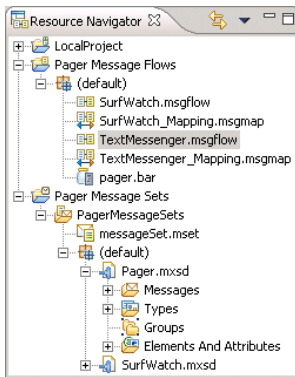 Resource Navigator
LocalProject
Pager Message Flows
(default)
SurfWatch.msgflow
SurfWatch_Mapping.msgmap
TextMessenger.msgflow
TextMessenger_Mapping.msgmap
pager.bar
Pager Message Sets
PagerMessageSets
messageSet.mset
(default)
Pager.mxsd
Messages
Types
Groups
Elements And Attributes
SurfWatch.mxsd